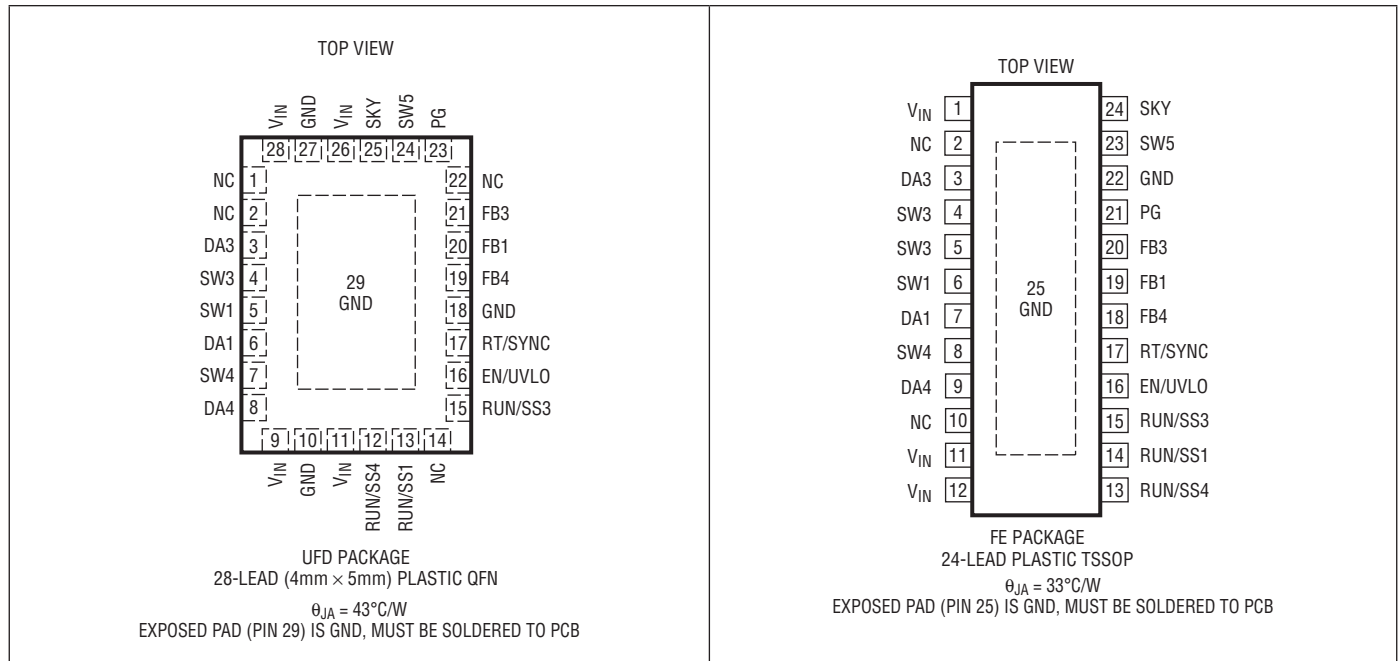 TOP VIEW
VIN GND VIN SKY SW5 PG
28 27 26 25 24 23
NC 1
NC 2
DA3 3
SW3 4
SW1 5
DA1 6
SW4 7
DA4 8
29
GND
22 NC
21 FB3
20 FB1
19 FB4
18 GND
17 RT/SYNC
16 EN/UVLO
15 RUN/SS3
9 10 11 12 13 14
VIN GND VIN RUN/SS4 RUN/SS1 NC
UFD PACKAGE
28-LEAD (4mm × 5mm) PLASTIC QFN
θJA = 43°C/W
EXPOSED PAD (PIN 29) IS GND, MUST BE SOLDERED TO PCB
TOP VIEW
VIN 1
NC 2
DA3 3
SW3 4
SW3 5
SW1 6
DA1 7
SW4 8
DA4 9
NC 10
VIN 11
VIN 12
25
GND
24 SKY
23 SW5
22 GND
21 PG
20 FB3
19 FB1
18 FB4
17 RT/SYNC
16 EN/UVLO
15 RUN/SS3
14 RUN/SS1
13 RUN/SS4
FE PACKAGE
24-LEAD PLASTIC TSSOP
θJA = 33°C/W
EXPOSED PAD (PIN 25) IS GND, MUST BE SOLDERED TO PCB